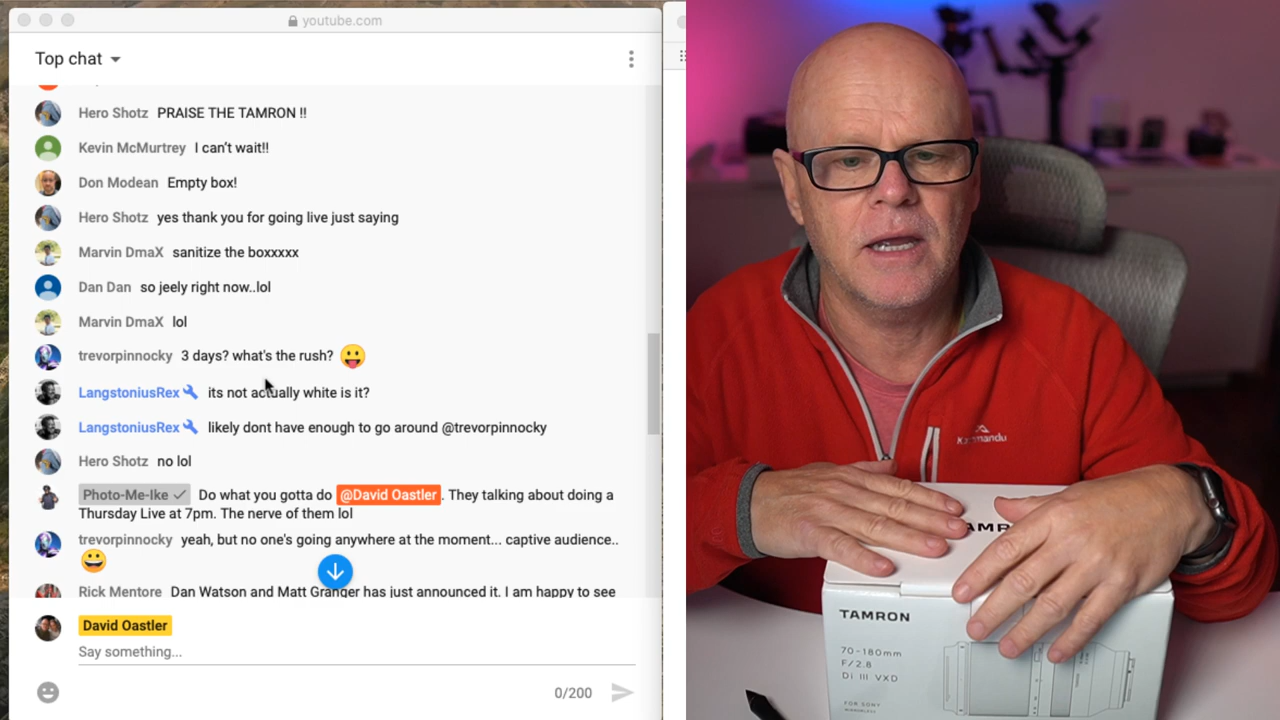 youtube.com
Top chat
Hero Shotz PRAISE THE TAMRON !!
Kevin McMurtrey I can't wait!!
Don Modean Empty box!
Hero Shotz yes thank you for going live just saying
Marvin DmaX sanitize the boxxxxx
Dan Dan so jeely right now..lol
Marvin DmaX lol
trevorpinnocky 3 days? what's the rush? 😛
LangstoniusRex its not actually white is it?
LangstoniusRex likely dont have enough to go around @trevorpinnocky
Hero Shotz no lol
Photo-Me-Ike ✓ Do what you gotta do @David Oastler. They talking about doing a
Thursday Live at 7pm. The nerve of them lol
trevorpinnocky yeah, but no one's going anywhere at the moment... captive audience..
😀
Rick Mentore Dan Watson and Matt Granger has just announced it. I am happy to see
David Oastler
Say something...
0/200
Kathmandu
TAMRON
70-180mm
F/2.8
Di III VXD
FOR SONY